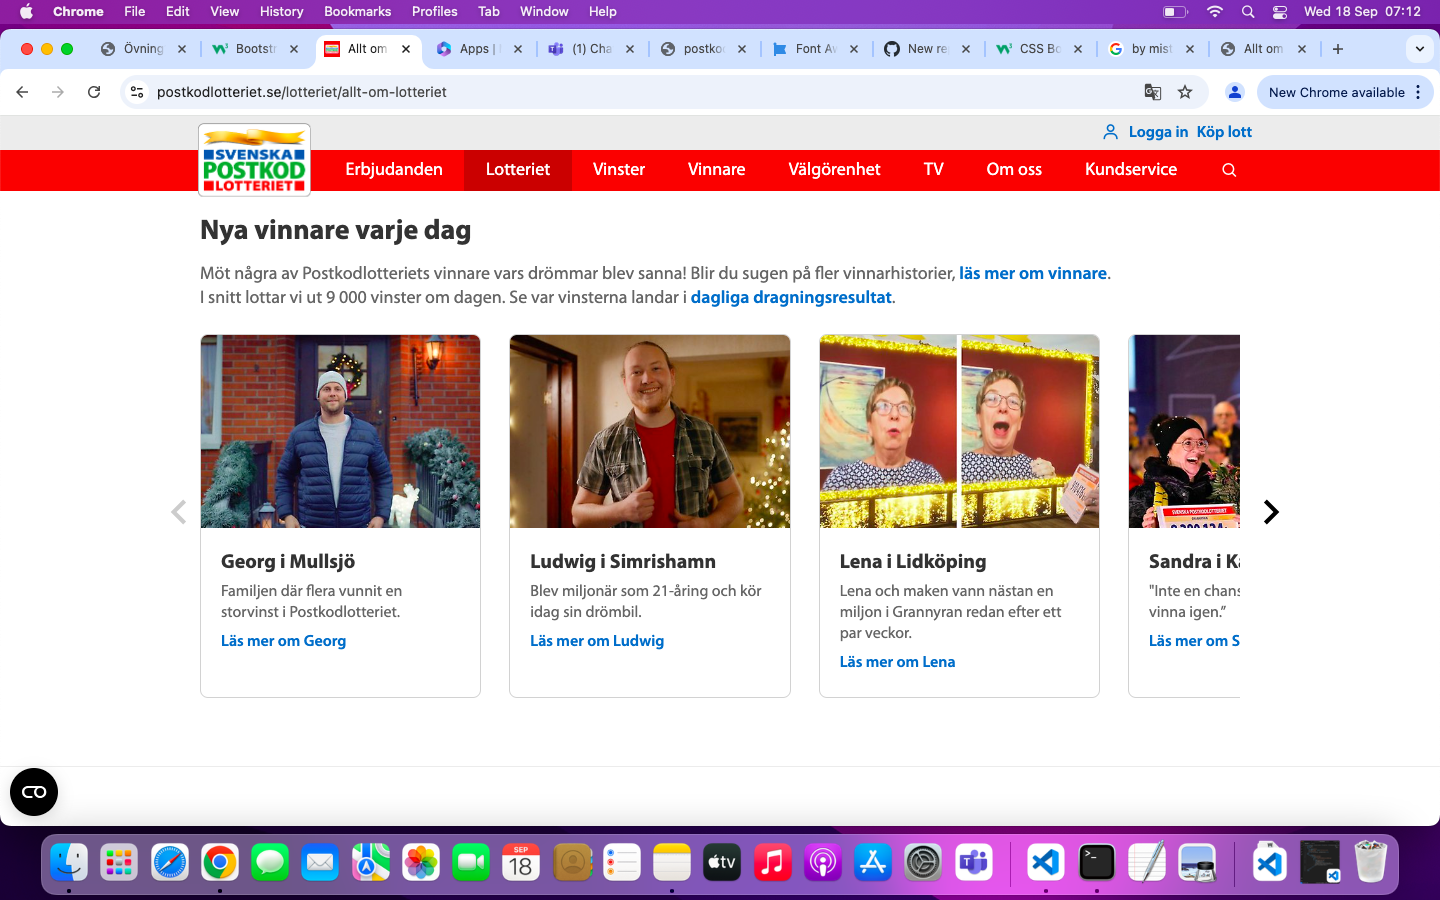 Chrome File Edit View History Bookmarks Profiles Tab Window Help Wed 18 Sep 07:12
Övning Bootstr Allt om Apps | (1) Cha postko Font Aw New re CSS Bo by mist Allt om
postkodlotteriet.se/lotteriet/allt-om-lotteriet New Chrome available
Logga in Köp lott
SVENSKA
POSTKOD
LOTTERIET
Erbjudanden Lotteriet Vinster Vinnare Välgörenhet TV Om oss Kundservice
Nya vinnare varje dag
Möt några av Postkodlotteriets vinnare vars drömmar blev sanna! Blir du sugen på fler vinnarhistorier, läs mer om vinnare.
I snitt lottar vi ut 9 000 vinster om dagen. Se var vinsterna landar i dagliga dragningsresultat.
SVENSKA POSTKODLOTTERIET
Georg i Mullsjö
Familjen där flera vunnit en
storvinst i Postkodlotteriet.
Läs mer om Georg
Ludwig i Simrishamn
Blev miljonär som 21-åring och kör
idag sin drömbil.
Läs mer om Ludwig
Lena i Lidköping
Lena och maken vann nästan en
miljon i Grannyran redan efter ett
par veckor.
Läs mer om Lena
Sandra i Ka
"Inte en chans
vinna igen.”
Läs mer om S
SEP
18
tv